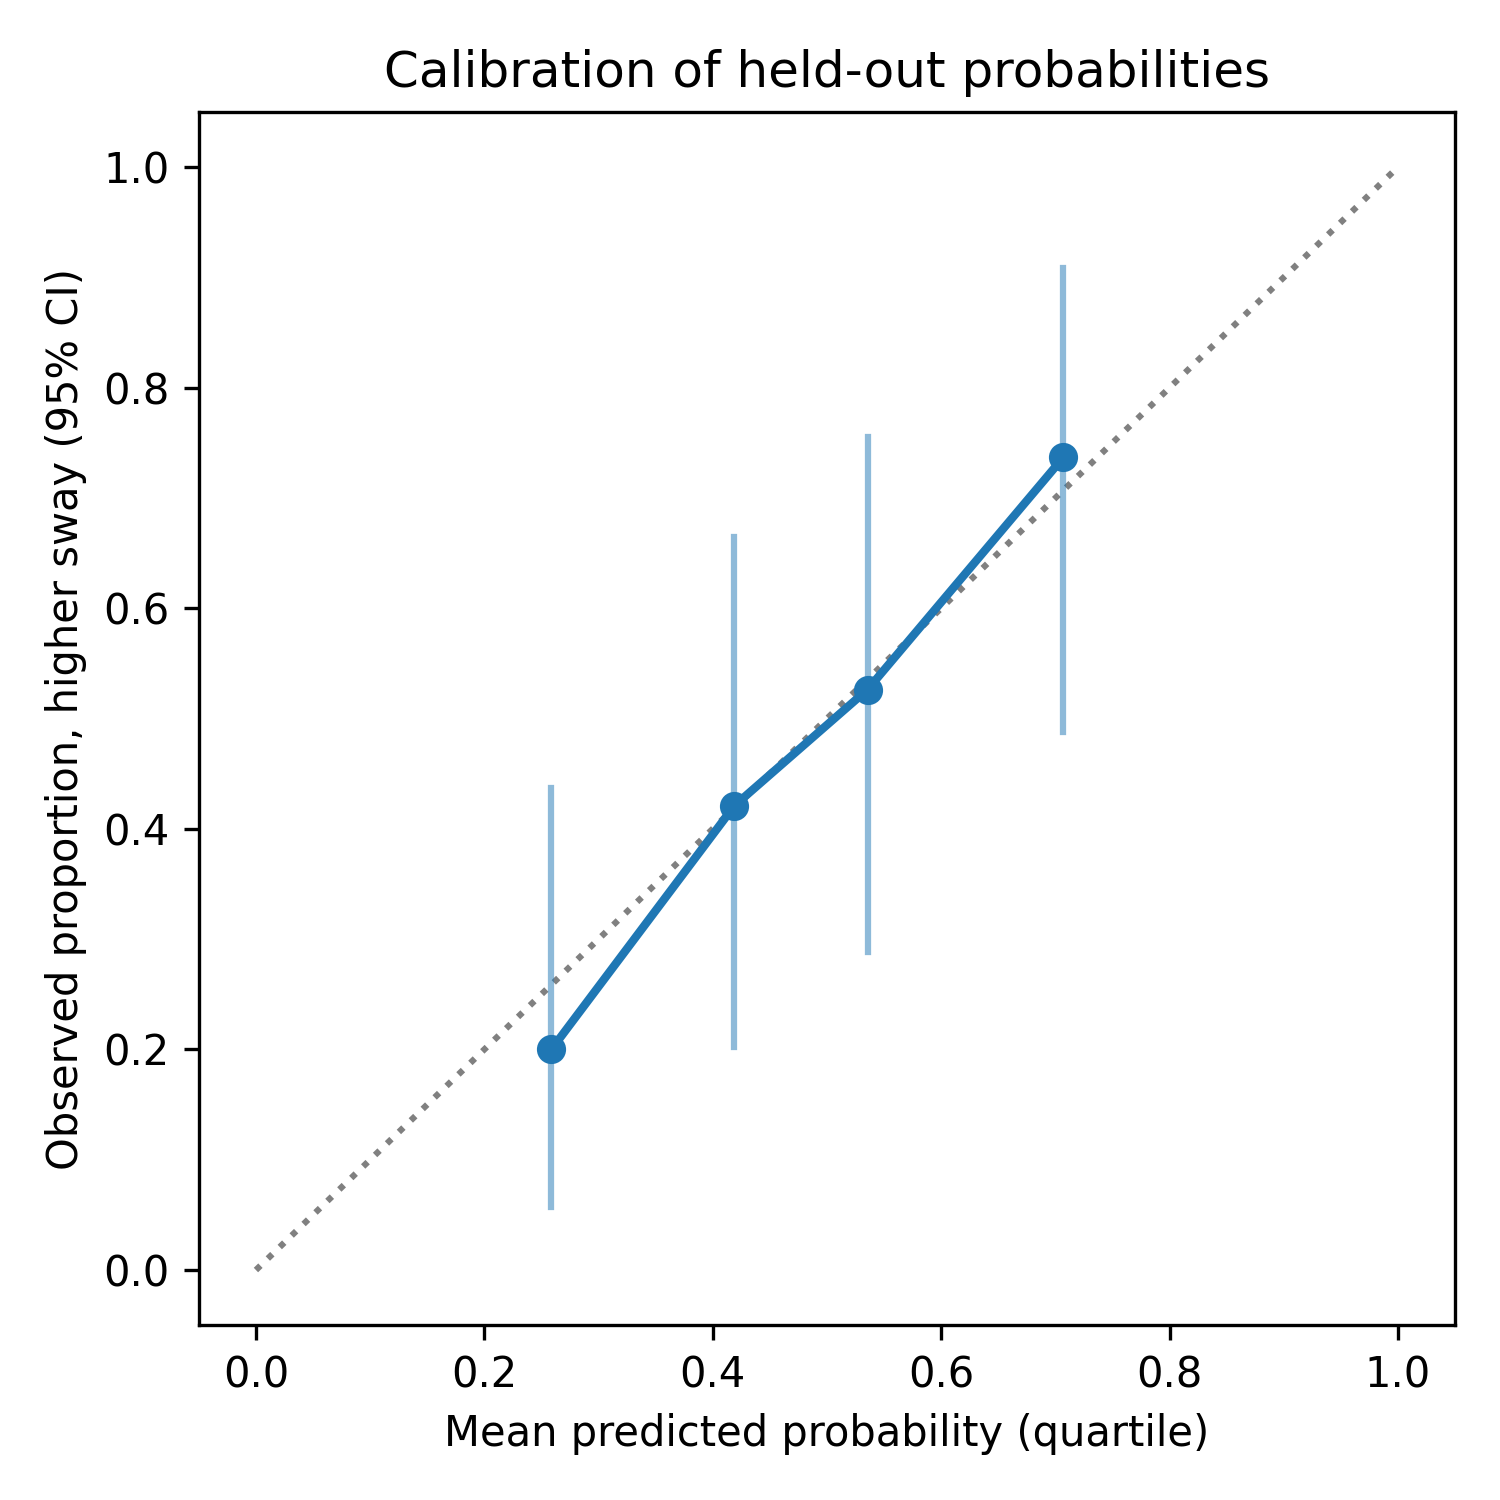 Calibration of held-out probabilities
Observed proportion, higher sway (95% CI)
1.0
0.8
0.6
0.4
0.2
0.0
0.0 0.2 0.4 0.6 0.8 1.0
Mean predicted probability (quartile)